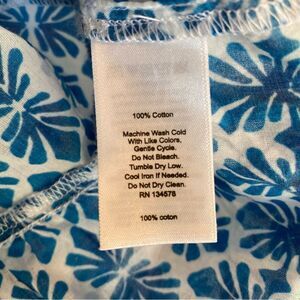 100% Cotton
Machine Wash Cold
With Like Colors,
Gentle Cycle.
Do Not Bleach.
Tumble Dry Low.
Cool Iron If Needed.
Do Not Dry Clean.
RN 134578
100% coton